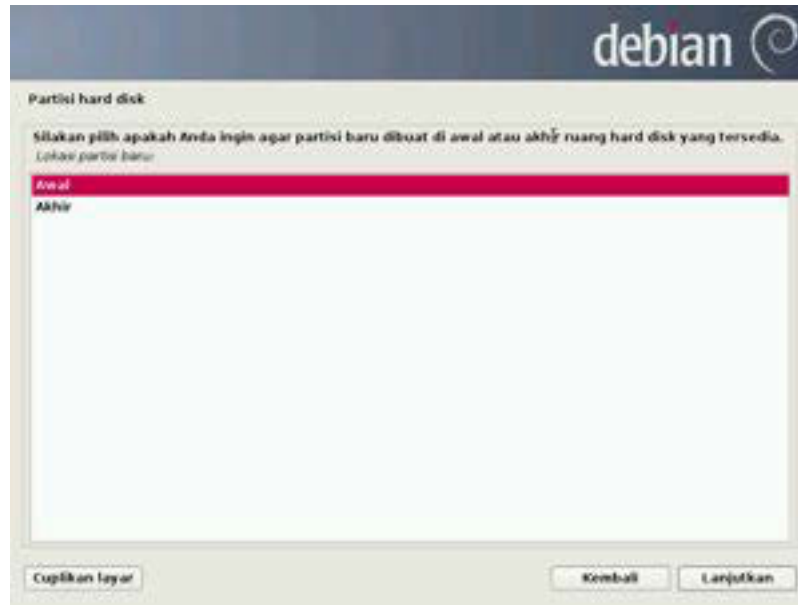 debian
Partisi hard disk
Silakan pilih apakah Anda ingin agar partisi baru dibuat di awal atau akhir ruang hard disk yang tersedia.
Lokasi partisi baru:
Awal
Akhir
Cuplikan layar
Kembali
Lanjutkan